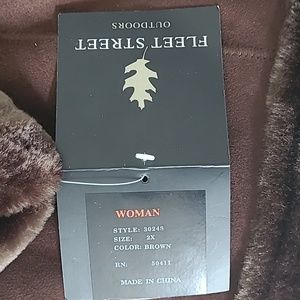 FLEET STREET
OUTDOORS
WOMAN
STYLE: 30245
SIZE: 2X
COLOR: BROWN
RN: 50411
MADE IN CHINA